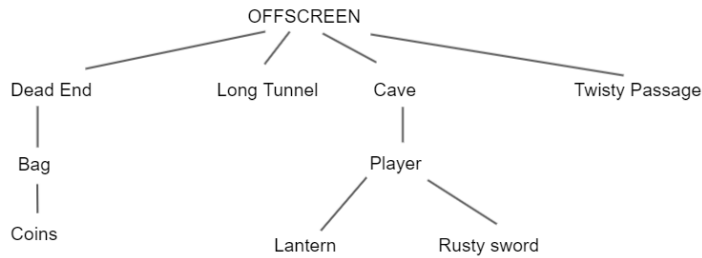 OFFSCREEN
Dead End
Long Tunnel
Cave
Twisty Passage
Bag
Player
Coins
Lantern
Rusty sword